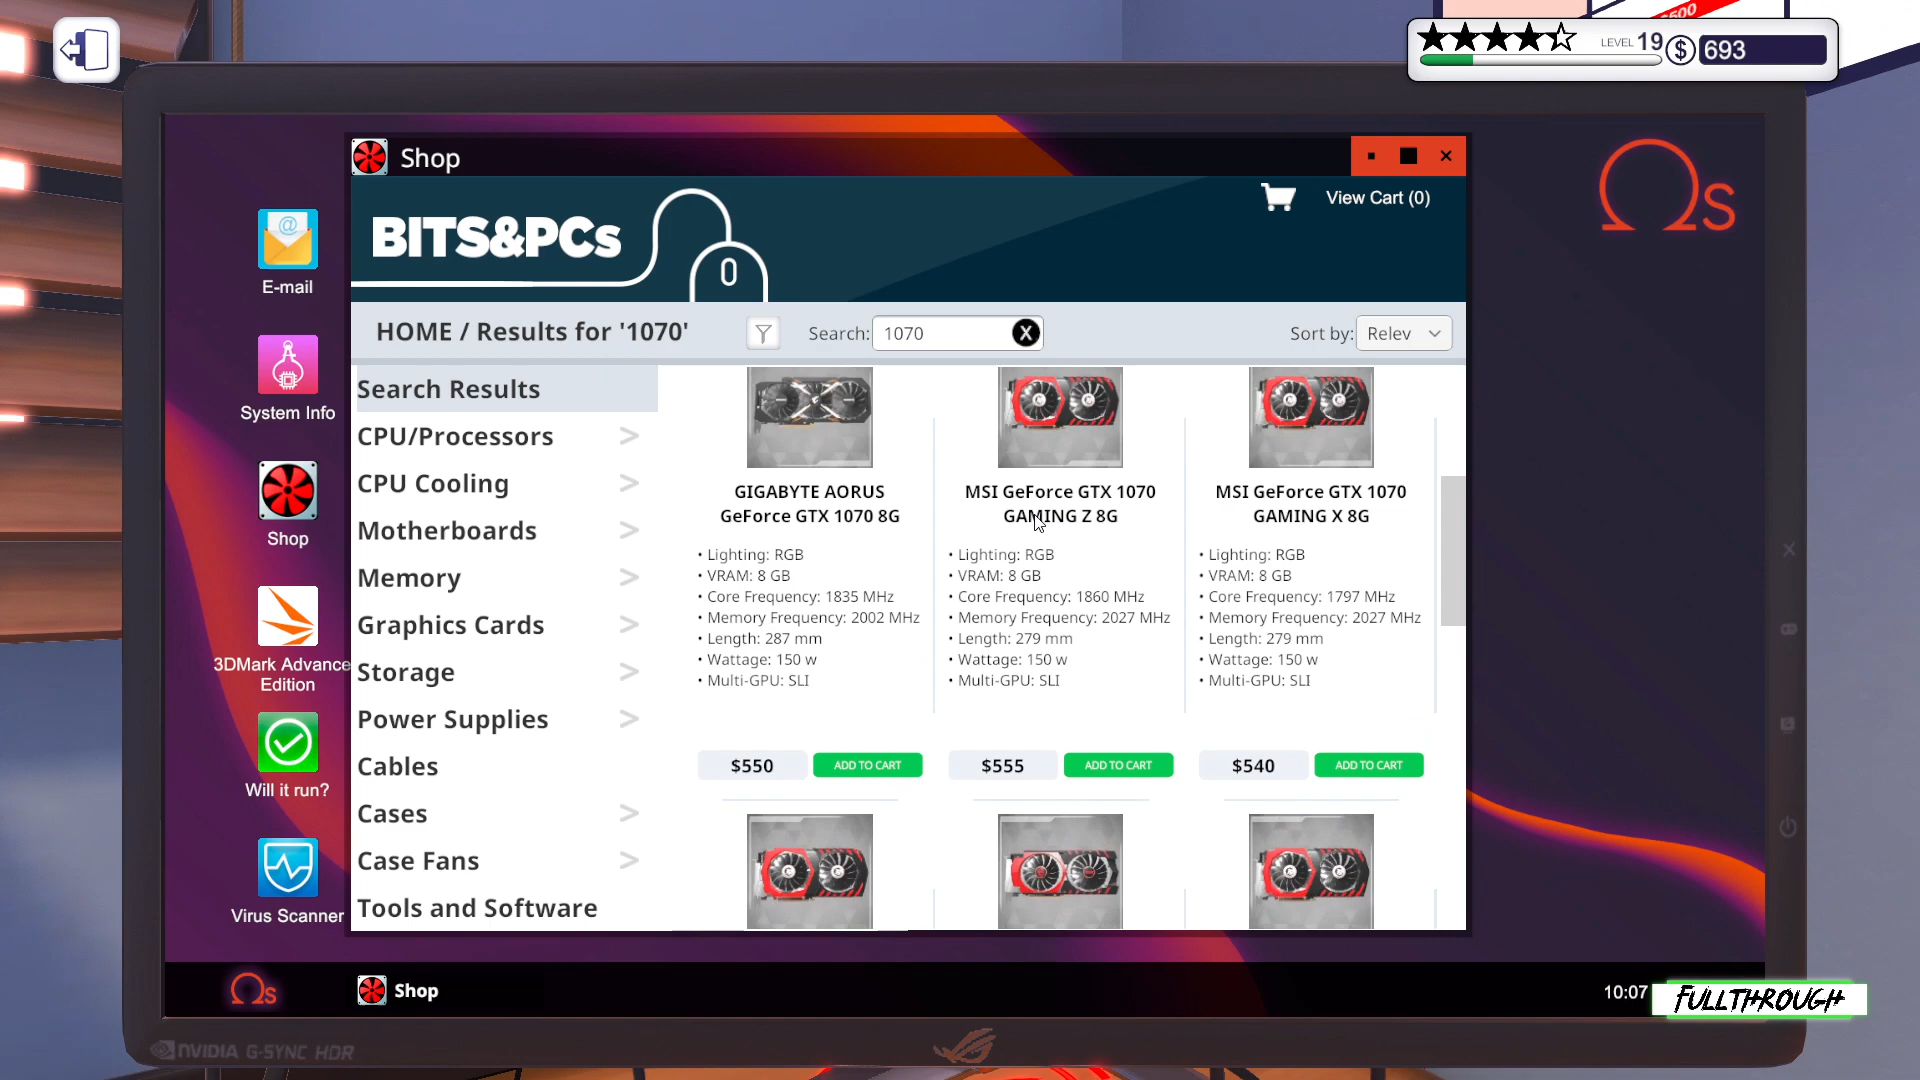 $500
LEVEL 19
$ 693
Shop
View Cart (0)
BITS&PCs
HOME / Results for '1070'
Search: 1070 X
Sort by: Relev
Search Results
CPU/Processors >
CPU Cooling >
Motherboards >
Memory >
Graphics Cards >
Storage >
Power Supplies >
Cables
Cases >
Case Fans >
Tools and Software
GIGABYTE AORUS
GeForce GTX 1070 8G
• Lighting: RGB
• VRAM: 8 GB
• Core Frequency: 1835 MHz
• Memory Frequency: 2002 MHz
• Length: 287 mm
• Wattage: 150 w
• Multi-GPU: SLI
$550 ADD TO CART
MSI GeForce GTX 1070
GAMING Z 8G
• Lighting: RGB
• VRAM: 8 GB
• Core Frequency: 1860 MHz
• Memory Frequency: 2027 MHz
• Length: 279 mm
• Wattage: 150 w
• Multi-GPU: SLI
$555 ADD TO CART
MSI GeForce GTX 1070
GAMING X 8G
• Lighting: RGB
• VRAM: 8 GB
• Core Frequency: 1797 MHz
• Memory Frequency: 2027 MHz
• Length: 279 mm
• Wattage: 150 w
• Multi-GPU: SLI
$540 ADD TO CART
E-mail
System Info
Shop
3DMark Advance
Edition
Will it run?
Virus Scanner
Ωs
Ωs
Shop
10:07
FULLTHROUGH
NVIDIA G-SYNC HDR